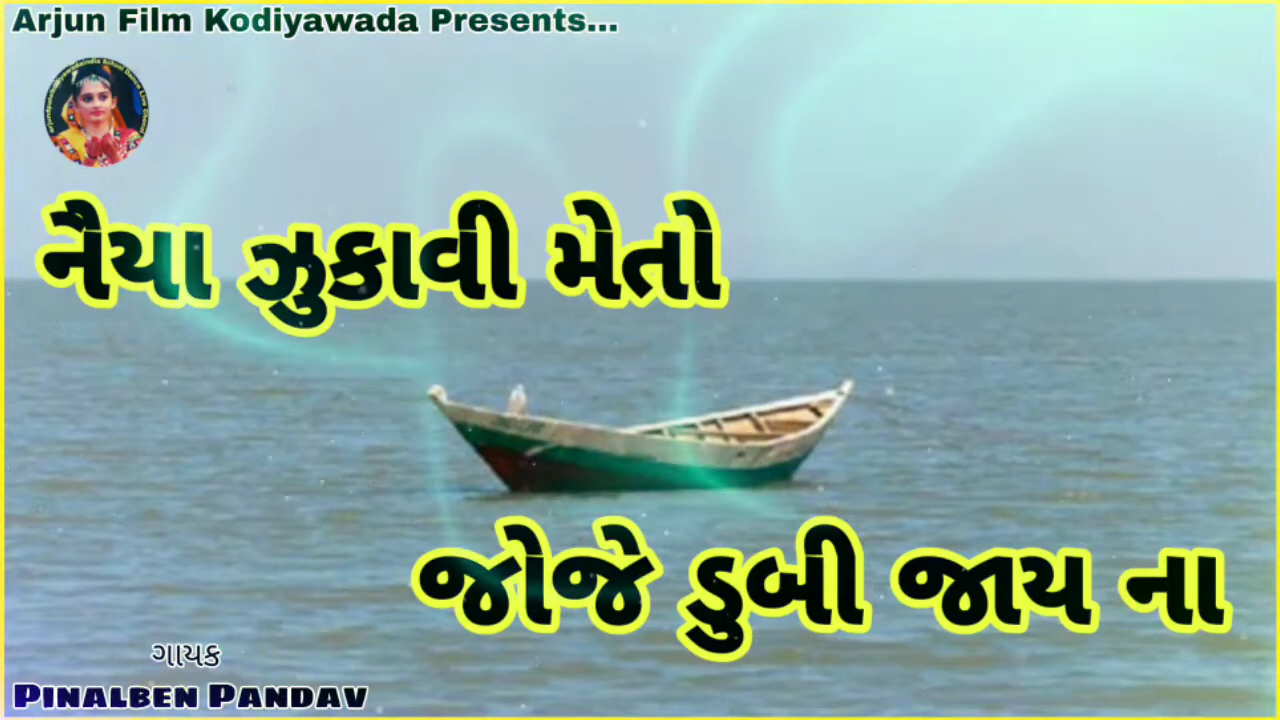 Arjun Film Kodiyawada Presents...
નૈયા ઝુકાવી મેતો
જોજે ડુબી જાય ના
ગાયક
PINALBEN PANDAV